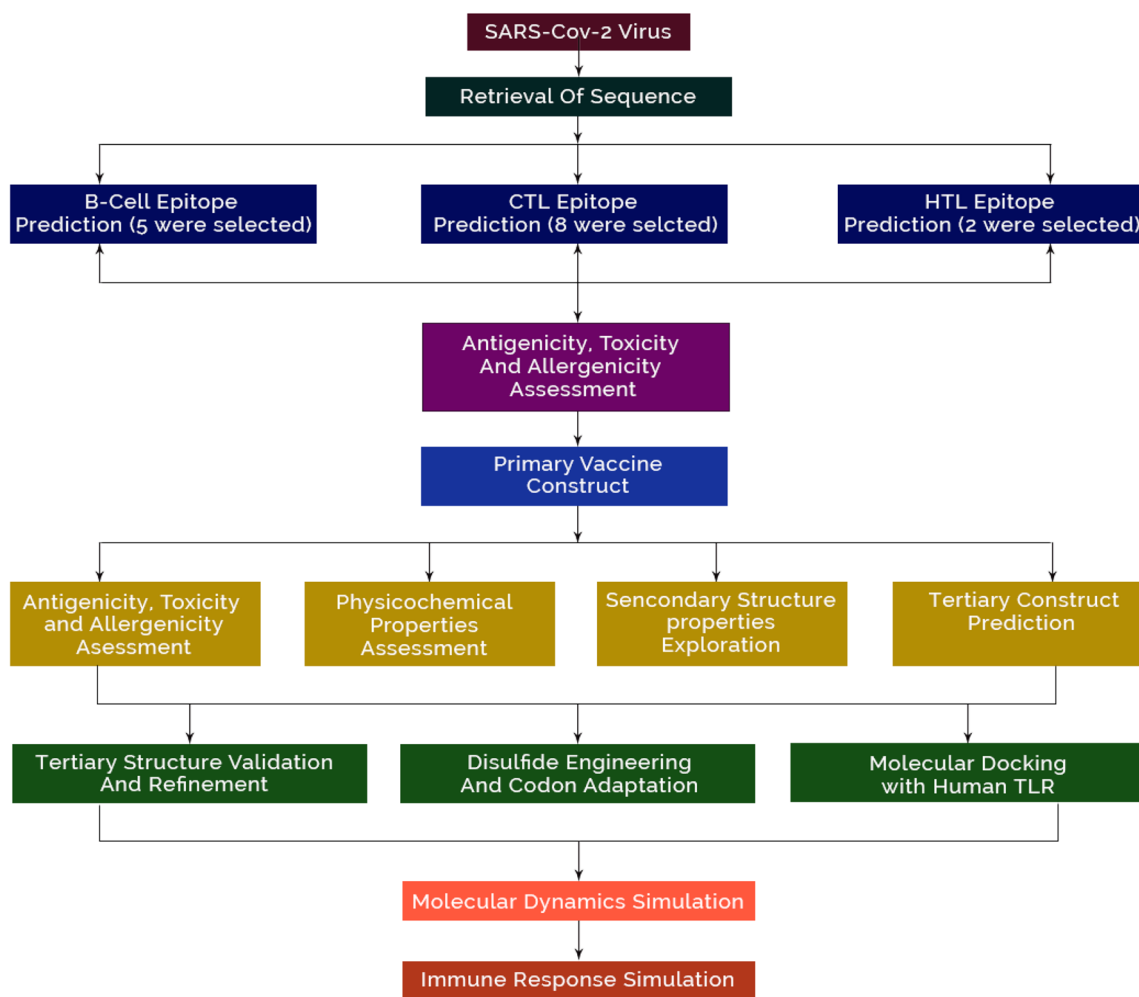 SARS-Cov-2 Virus
Retrieval Of Sequence
B-Cell Epitope
Prediction (5 were selected)
CTL Epitope
Prediction (8 were selcted)
HTL Epitope
Prediction (2 were selected)
Antigenicity, Toxicity
And Allergenicity
Assessment
Primary Vaccine
Construct
Antigenicity, Toxicity
and Allergenicity
Asessment
Physicochemical
Properties
Assessment
Sencondary Structure
properties
Exploration
Tertiary Construct
Prediction
Tertiary Structure Validation
And Refinement
Disulfide Engineering
And Codon Adaptation
Molecular Docking
with Human TLR
Molecular Dynamics Simulation
Immune Response Simulation